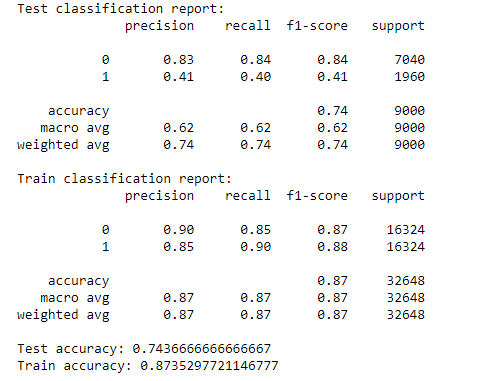 Test classification report:
precision recall f1-score support
0 0.83 0.84 0.84 7040
1 0.41 0.40 0.41 1960
accuracy 0.74 9000
macro avg 0.62 0.62 0.62 9000
weighted avg 0.74 0.74 0.74 9000
Train classification report:
precision recall f1-score support
0 0.90 0.85 0.87 16324
1 0.85 0.90 0.88 16324
accuracy 0.87 32648
macro avg 0.87 0.87 0.87 32648
weighted avg 0.87 0.87 0.87 32648
Test accuracy: 0.7436666666666667
Train accuracy: 0.8735297721146777